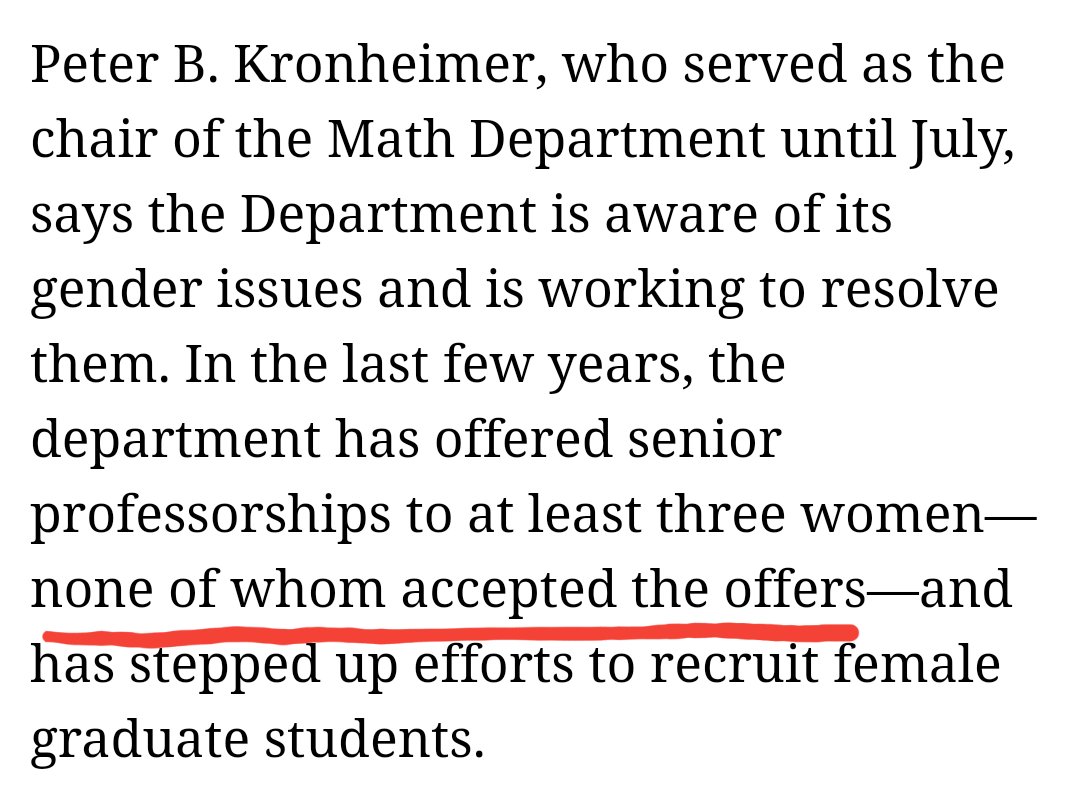 Peter B. Kronheimer, who served as the
chair of the Math Department until July,
says the Department is aware of its
gender issues and is working to resolve
them. In the last few years, the
department has offered senior
professorships to at least three women—
none of whom accepted the offers—and
has stepped up efforts to recruit female
graduate students.